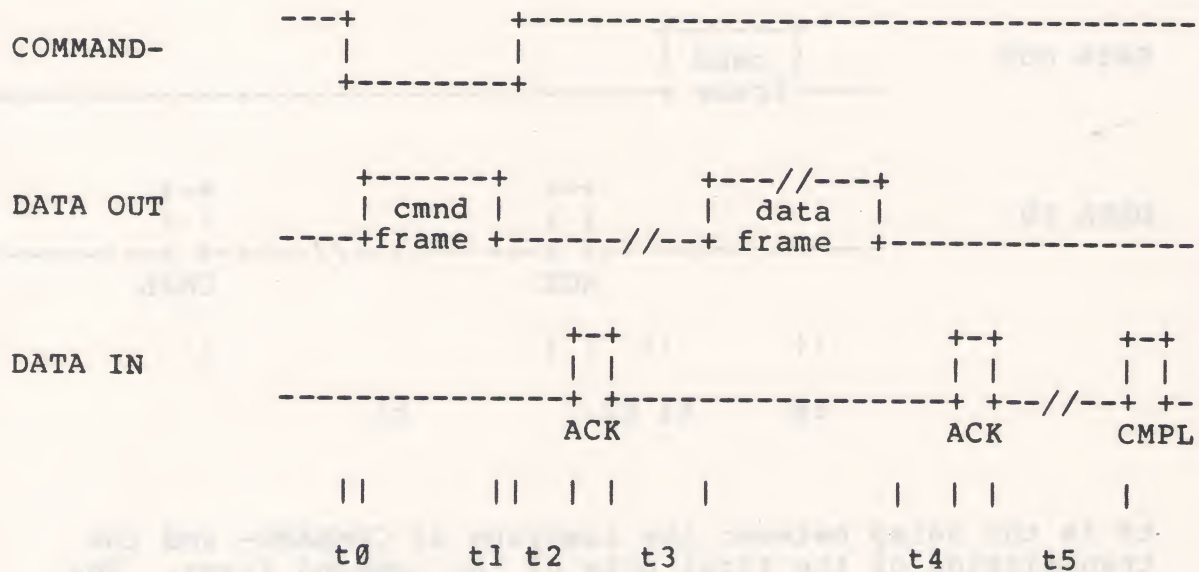 COMMAND-
DATA OUT
cmnd
frame
data
frame
DATA IN
ACK
ACK
CMPL
t0 t1 t2 t3 t4 t5